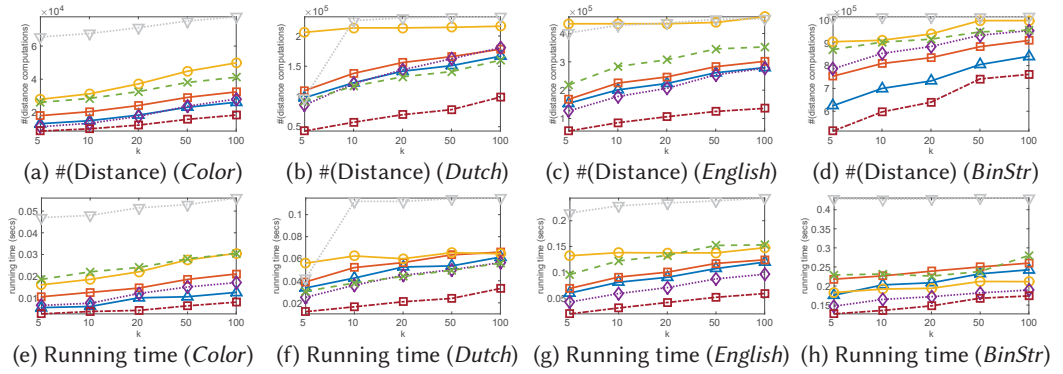 ×10⁴ ×10⁵ ×10⁵ ×10⁵
#(distance computations) 6 4 2 5 10 20 50 100 k
#(distance computations) 2 1.5 1 0.5 5 10 20 50 100 k
#(distance computations) 4 3 2 1 5 10 20 50 100 k
#(distance computations) 10 9 8 7 6 5 10 20 50 100 k
(a) #(Distance) (Color) (b) #(Distance) (Dutch) (c) #(Distance) (English) (d) #(Distance) (BinStr)
running time (secs) 0.05 0.04 0.03 0.02 0.01 5 10 20 50 100 k
running time (secs) 0.1 0.08 0.06 0.04 0.02 5 10 20 50 100 k
running time (secs) 0.2 0.15 0.1 0.05 5 10 20 50 100 k
running time (secs) 0.4 0.35 0.3 0.25 0.2 0.15 5 10 20 50 100 k
(e) Running time (Color) (f) Running time (Dutch) (g) Running time (English) (h) Running time (BinStr)